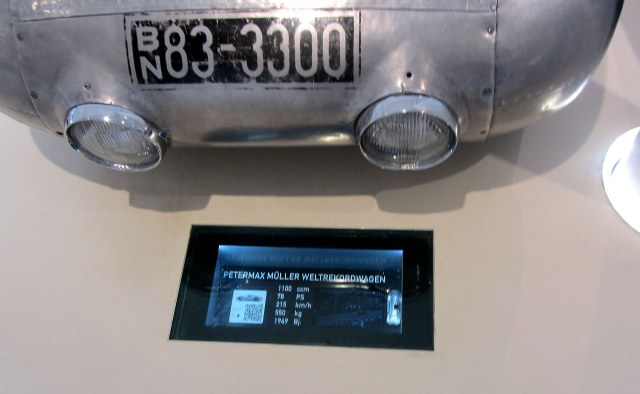 BN 83-3300
PETERMAX MÜLLER WELTREKORDWAGEN
1100 ccm
78 PS
215 km/h
550 kg
1949 Bj.